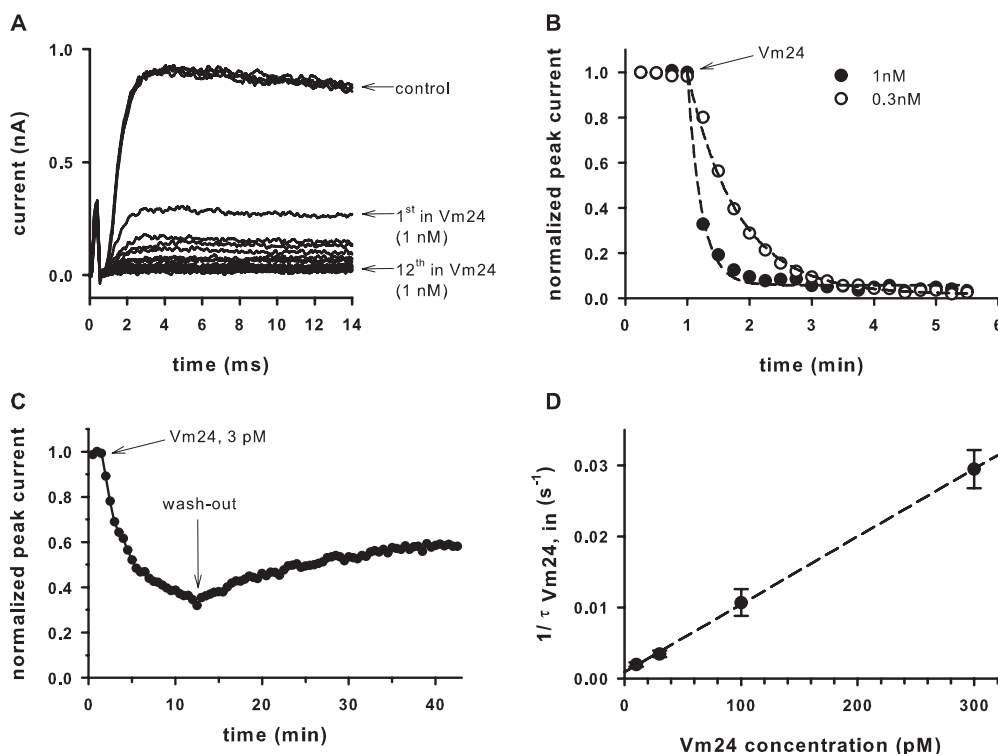 A
1.0
0.5
0.0
current (nA)
control
1st in Vm24
(1 nM)
12th in Vm24
(1 nM)
0 2 4 6 8 10 12 14
time (ms)
B
normalized peak current
1.0
0.8
0.6
0.4
0.2
0.0
Vm24
1nM
0.3nM
0 1 2 3 4 5 6
time (min)
C
normalized peak current
1.0
0.8
0.6
0.4
0.2
0.0
Vm24, 3 pM
wash-out
0 10 20 30 40
time (min)
D
1/ τ Vm24, in (s-1)
0.03
0.02
0.01
0.00
0 100 200 300
Vm24 concentration (pM)